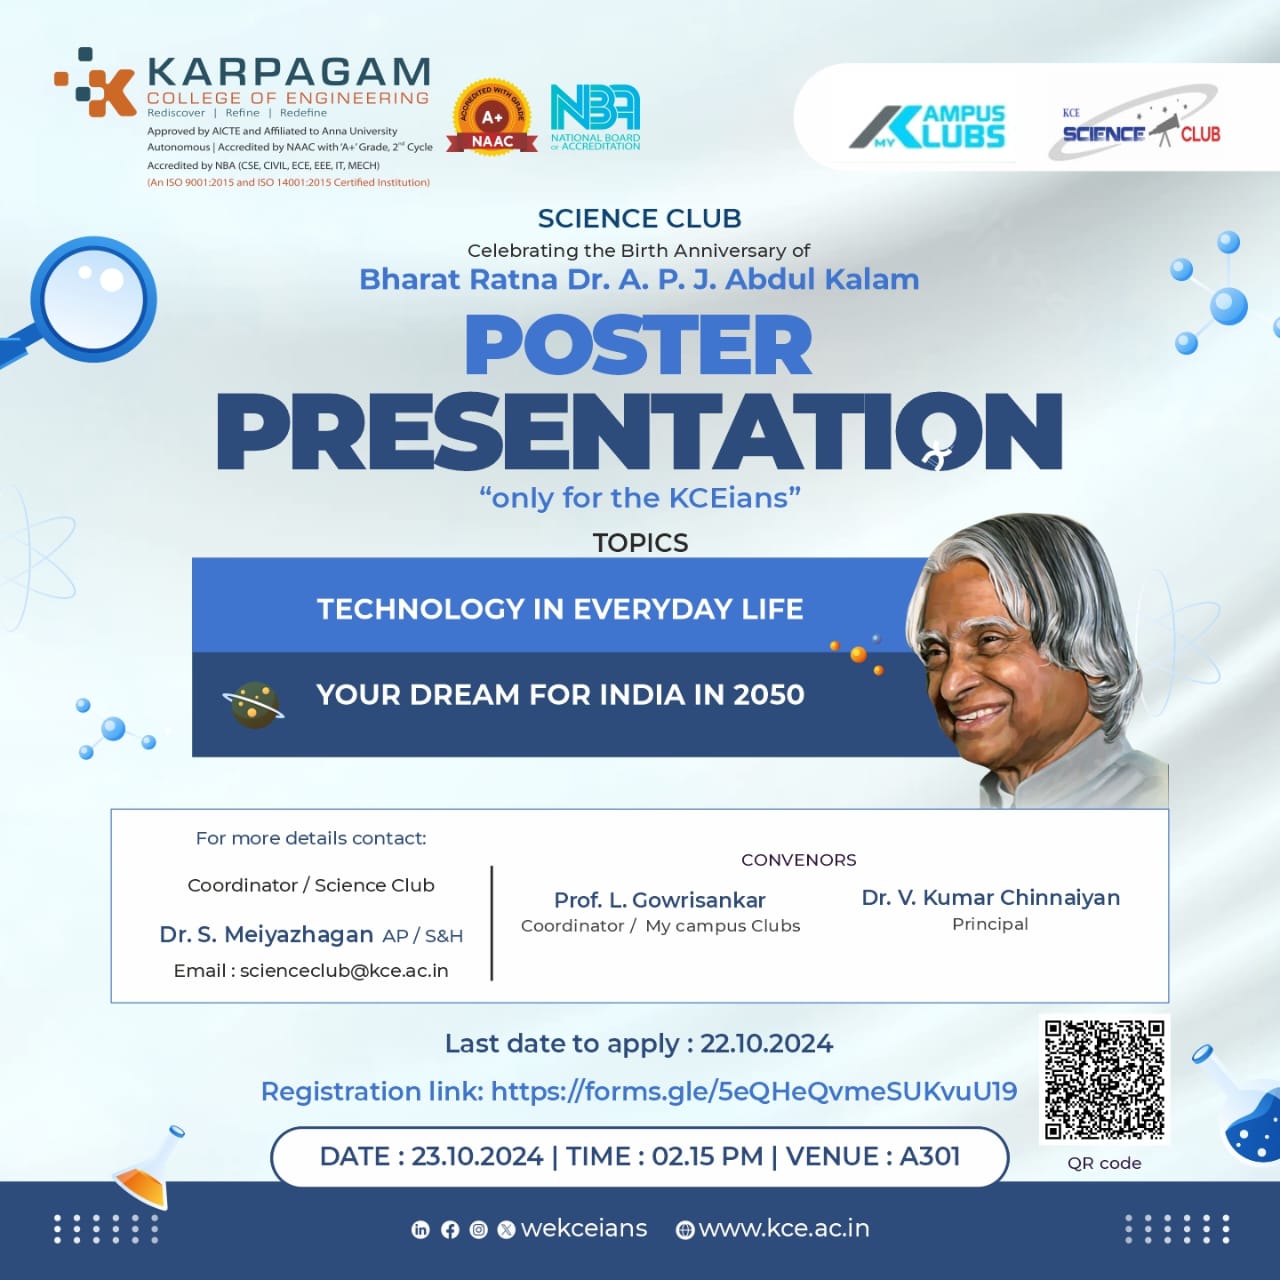 KARPAGAM
COLLEGE OF ENGINEERING
Rediscover | Refine | Redefine
Approved by AICTE and Affiliated to Anna University
Autonomous | Accredited by NAAC with 'A+' Grade, 2nd Cycle
Accredited by NBA (CSE, CIVIL, ECE, EEE, IT, MECH)
(An ISO 9001:2015 and ISO 14001:2015 Certified Institution)
ACCREDITED WITH GRADE
A+
NAAC
NBA
NATIONAL BOARD
OF ACCREDITATION
MY KAMPUS
KLUBS
KCE
SCIENCE CLUB
SCIENCE CLUB
Celebrating the Birth Anniversary of
Bharat Ratna Dr. A. P. J. Abdul Kalam
POSTER
PRESENTATION
“only for the KCEians”
TOPICS
TECHNOLOGY IN EVERYDAY LIFE
YOUR DREAM FOR INDIA IN 2050
For more details contact:
Coordinator / Science Club
Dr. S. Meiyazhagan AP / S&H
Email : scienceclub@kce.ac.in
CONVENORS
Prof. L. Gowrisankar
Coordinator / My campus Clubs
Dr. V. Kumar Chinnaiyan
Principal
Last date to apply : 22.10.2024
Registration link: https://forms.gle/5eQHeQvmeSUKvuU19
DATE : 23.10.2024 | TIME : 02.15 PM | VENUE : A301
QR code
wekceians www.kce.ac.in